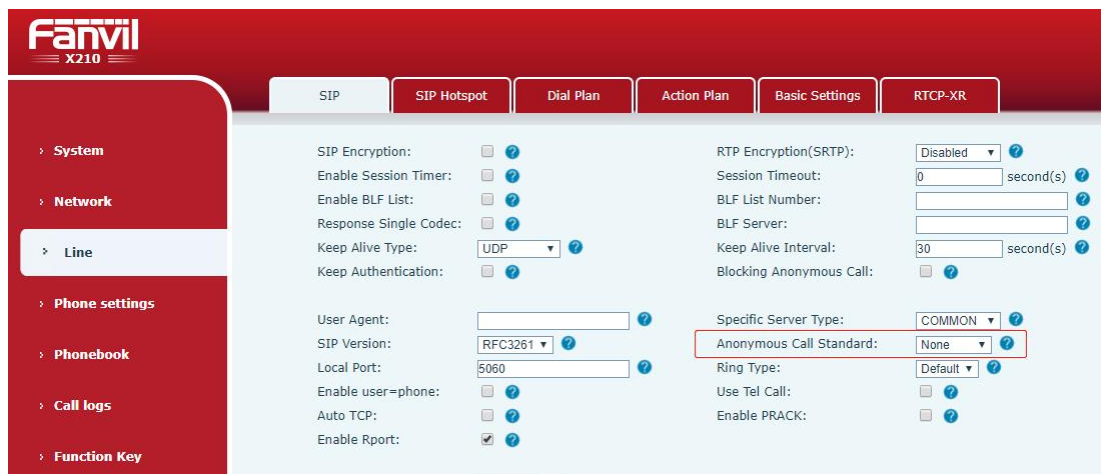 Fanvil
X210
SIP
SIP Hotspot
Dial Plan
Action Plan
Basic Settings
RTCP-XR
› System
› Network
› Line
› Phone settings
› Phonebook
› Call logs
› Function Key
SIP Encryption: ? RTP Encryption(SRTP): Disabled ?
Enable Session Timer: ? Session Timeout: 0 second(s) ?
Enable BLF List: ? BLF List Number: ?
Response Single Codec: ? BLF Server: ?
Keep Alive Type: UDP ? Keep Alive Interval: 30 second(s) ?
Keep Authentication: ? Blocking Anonymous Call: ?
User Agent: ? Specific Server Type: COMMON ?
SIP Version: RFC3261 ? Anonymous Call Standard: None ?
Local Port: 5060 ? Ring Type: Default ?
Enable user=phone: ? Use Tel Call: ?
Auto TCP: ? Enable PRACK: ?
Enable Rport: ?